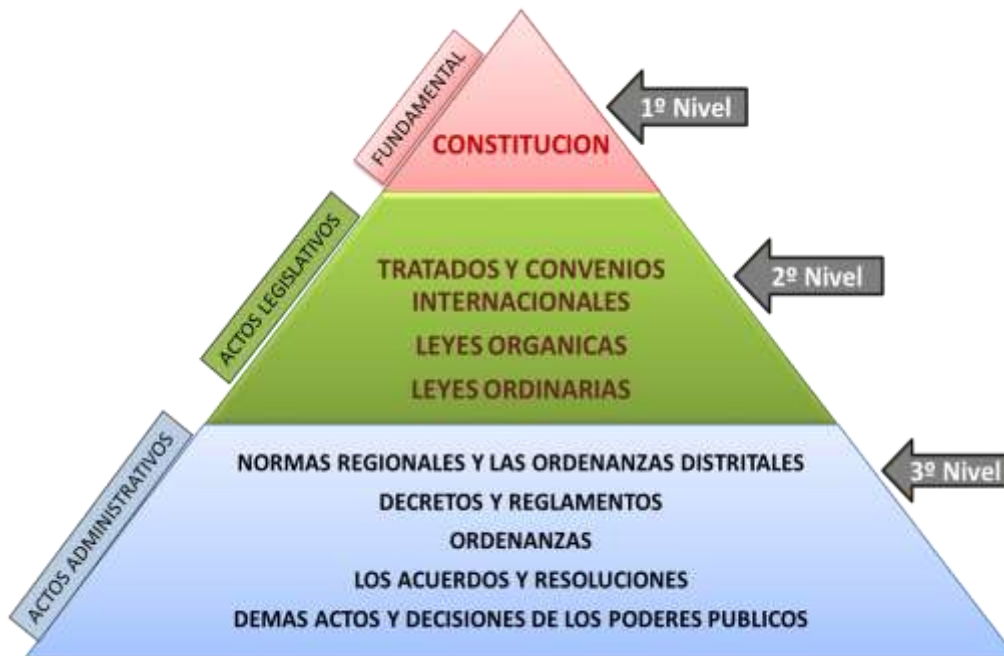 FUNDAMENTAL
1º Nivel
CONSTITUCION
ACTOS LEGISLATIVOS
2º Nivel
TRATADOS Y CONVENIOS
INTERNACIONALES
LEYES ORGANICAS
LEYES ORDINARIAS
ACTOS ADMINISTRATIVOS
3º Nivel
NORMAS REGIONALES Y LAS ORDENANZAS DISTRITALES
DECRETOS Y REGLAMENTOS
ORDENANZAS
LOS ACUERDOS Y RESOLUCIONES
DEMAS ACTOS Y DECISIONES DE LOS PODERES PUBLICOS